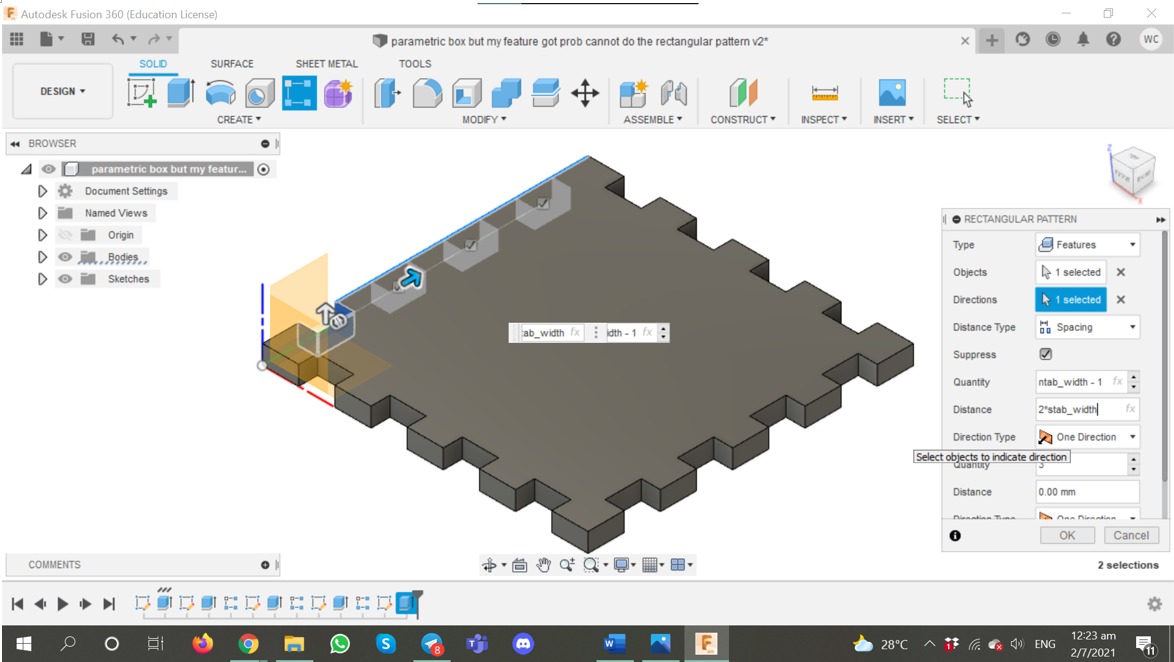 Autodesk Fusion 360 (Education License)
parametric box but my feature got prob cannot do the rectangular pattern v2*
WC
SOLID SURFACE SHEET METAL TOOLS
DESIGN
CREATE MODIFY ASSEMBLE CONSTRUCT INSPECT INSERT SELECT
BROWSER
parametric box but my featur...
Document Settings
Named Views
Origin
Bodies
Sketches
RECTANGULAR PATTERN
Type Features
Objects 1 selected
Directions 1 selected
Distance Type Spacing
Suppress
Quantity ntab_width - 1 fx
Distance 2*stab_width fx
Direction Type One Direction
Select objects to indicate direction
Quantity 3
Distance 0.00 mm
Direction Type One Direction
OK Cancel
tab_width fx idth - 1 fx
COMMENTS
2 selections
8
W
28°C
ENG
12:23 am
2/7/2021
11